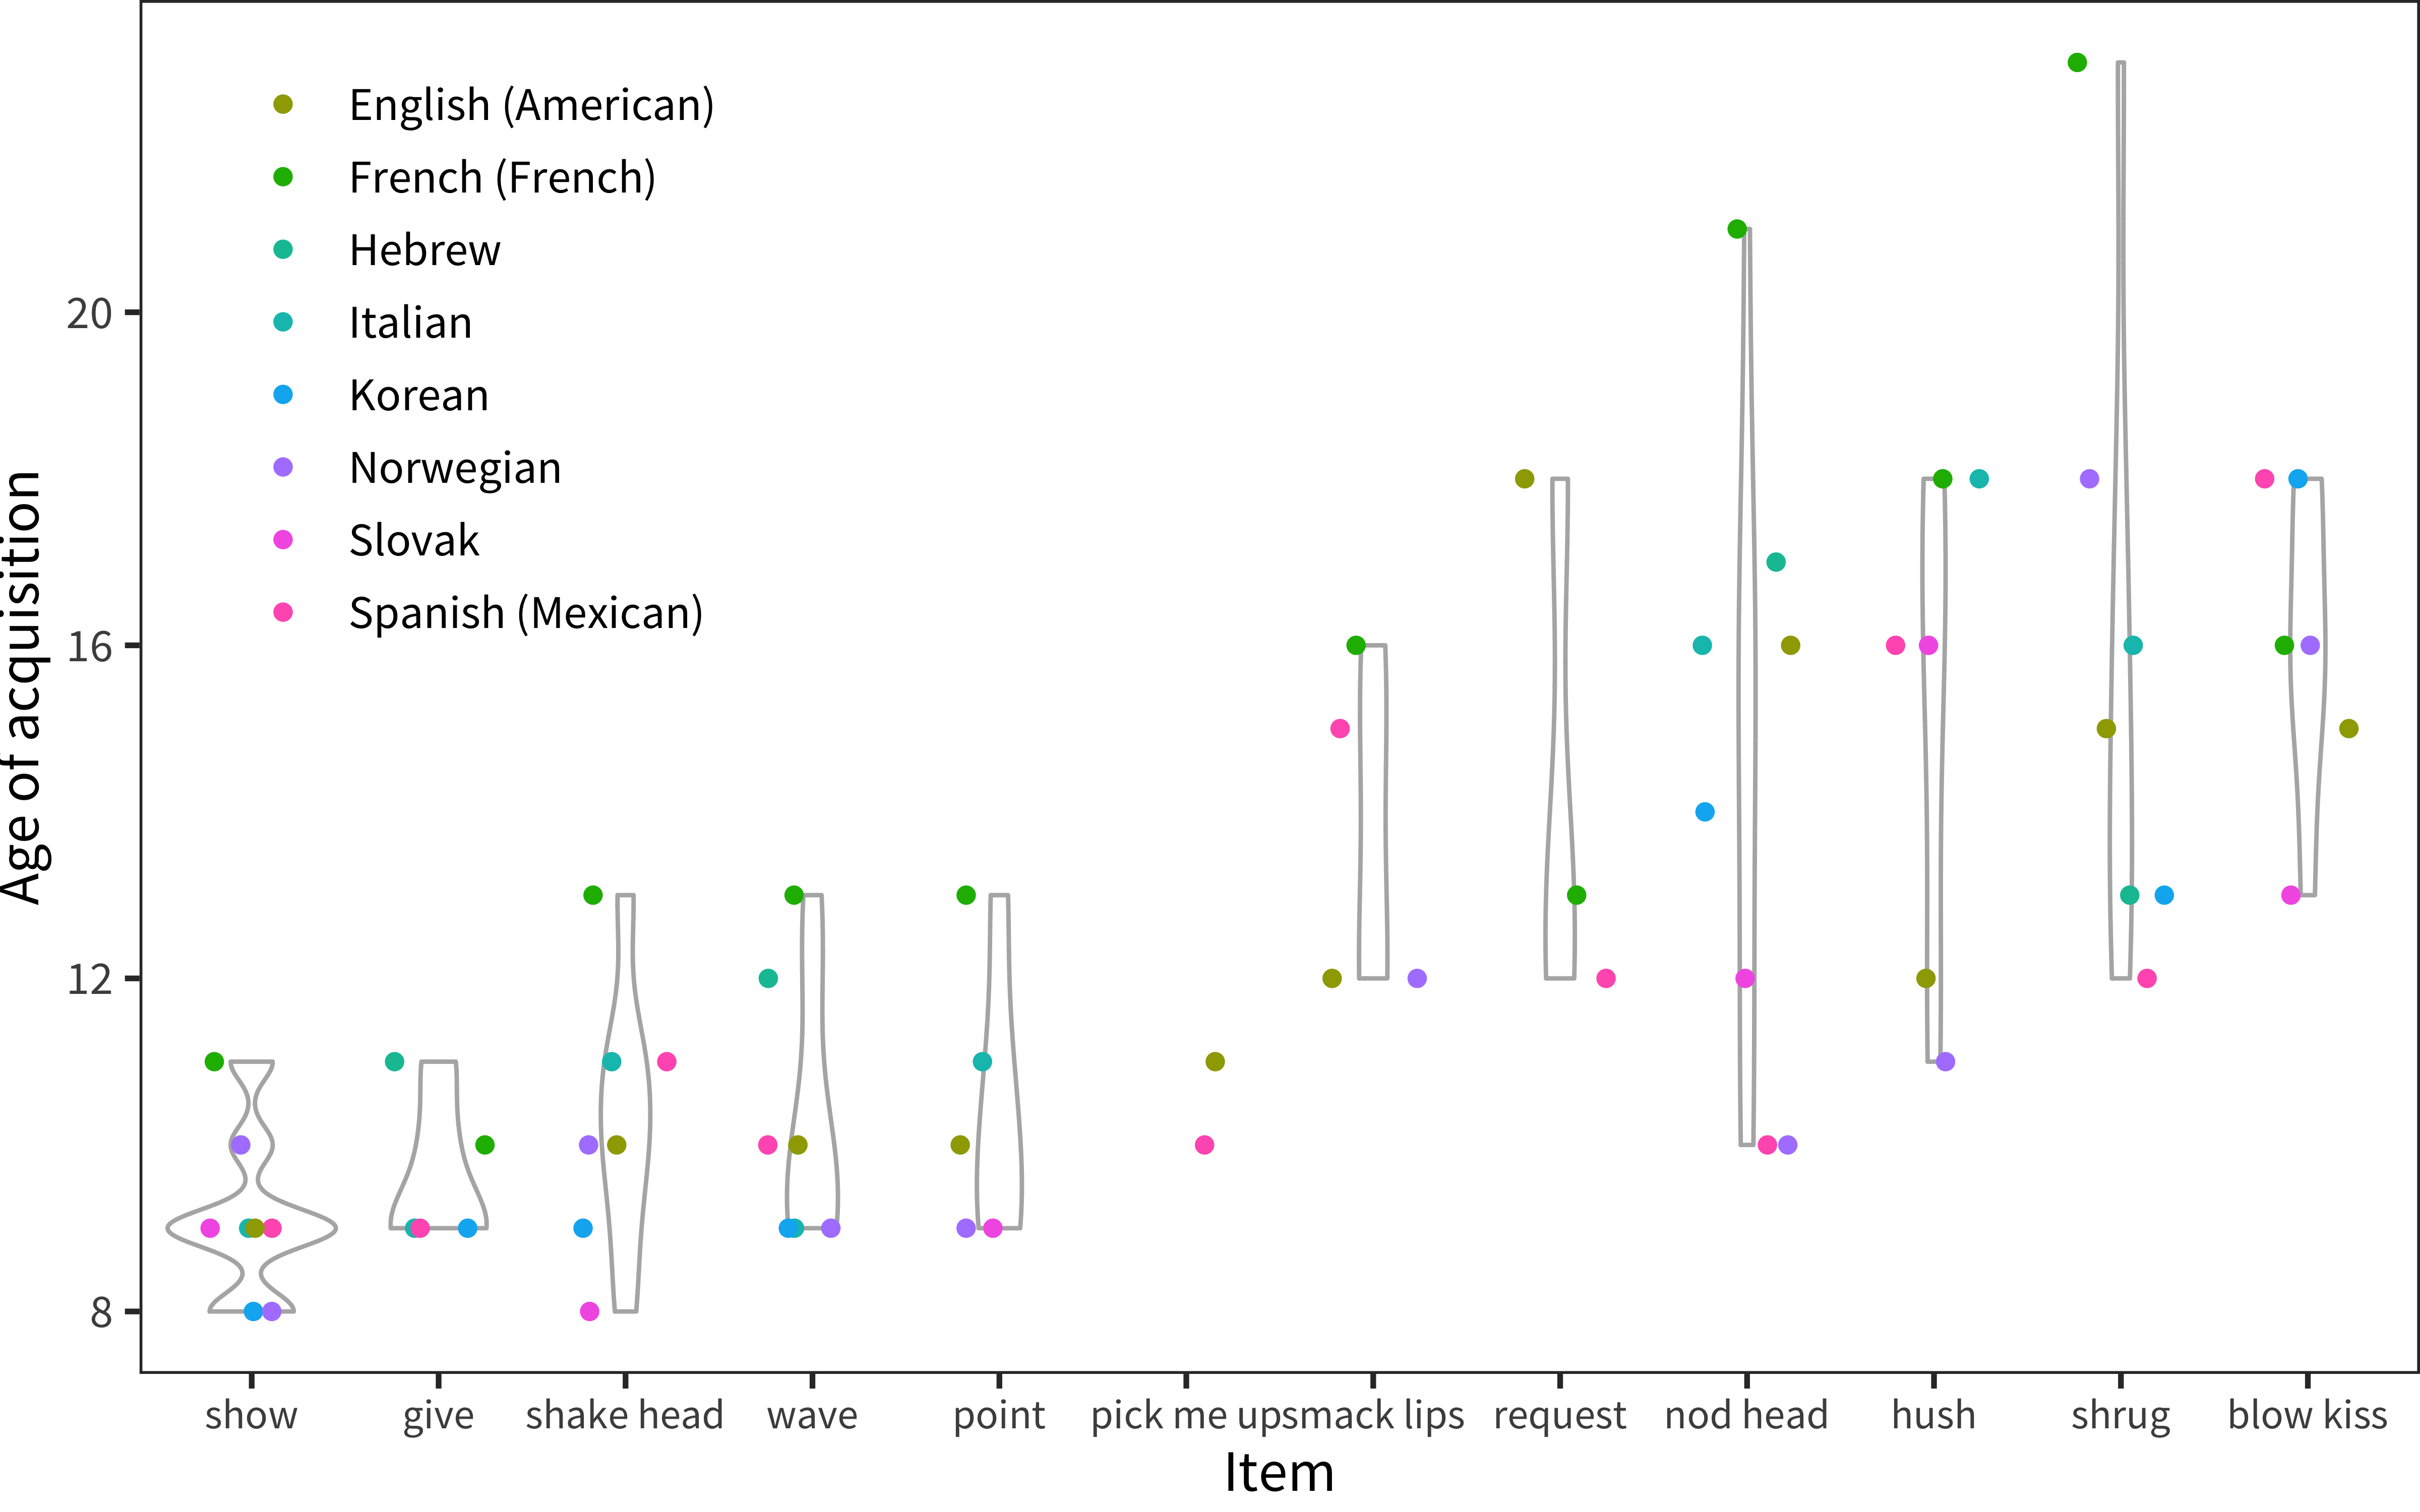 English (American)
French (French)
Hebrew
Italian
Korean
Norwegian
Slovak
Spanish (Mexican)
Age of acquisition
20
16
12
8
show give shake head wave point pick me up smack lips request nod head hush shrug blow kiss
Item